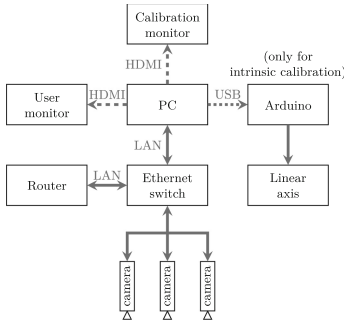 Calibration
monitor
HDMI
(only for
intrinsic calibration)
User
monitor
HDMI
PC
USB
Arduino
LAN
Router
LAN
Ethernet
switch
Linear
axis
camera
camera
camera